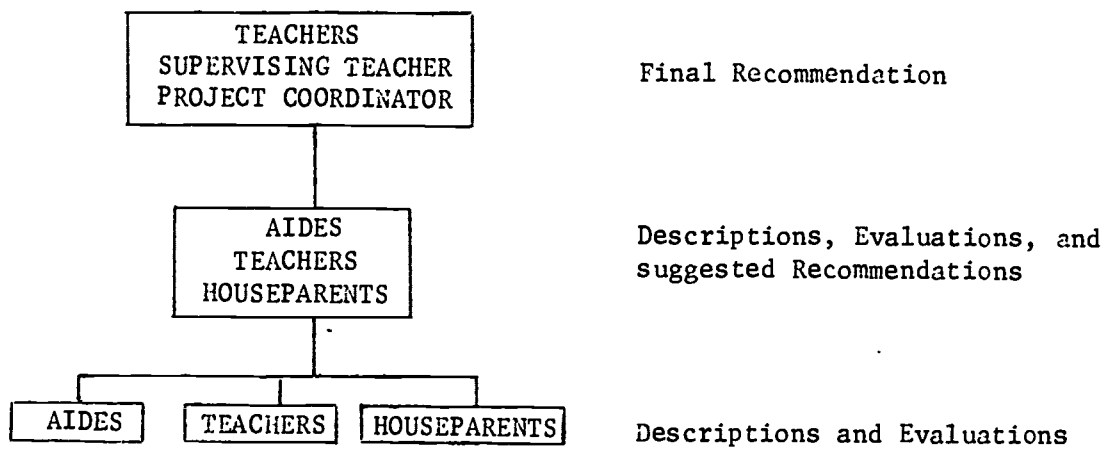 TEACHERS
SUPERVISING TEACHER
PROJECT COORDINATOR
Final Recommendation
AIDES
TEACHERS
HOUSEPARENTS
Descriptions, Evaluations, and
suggested Recommendations
AIDES
TEACHERS
HOUSEPARENTS
Descriptions and Evaluations